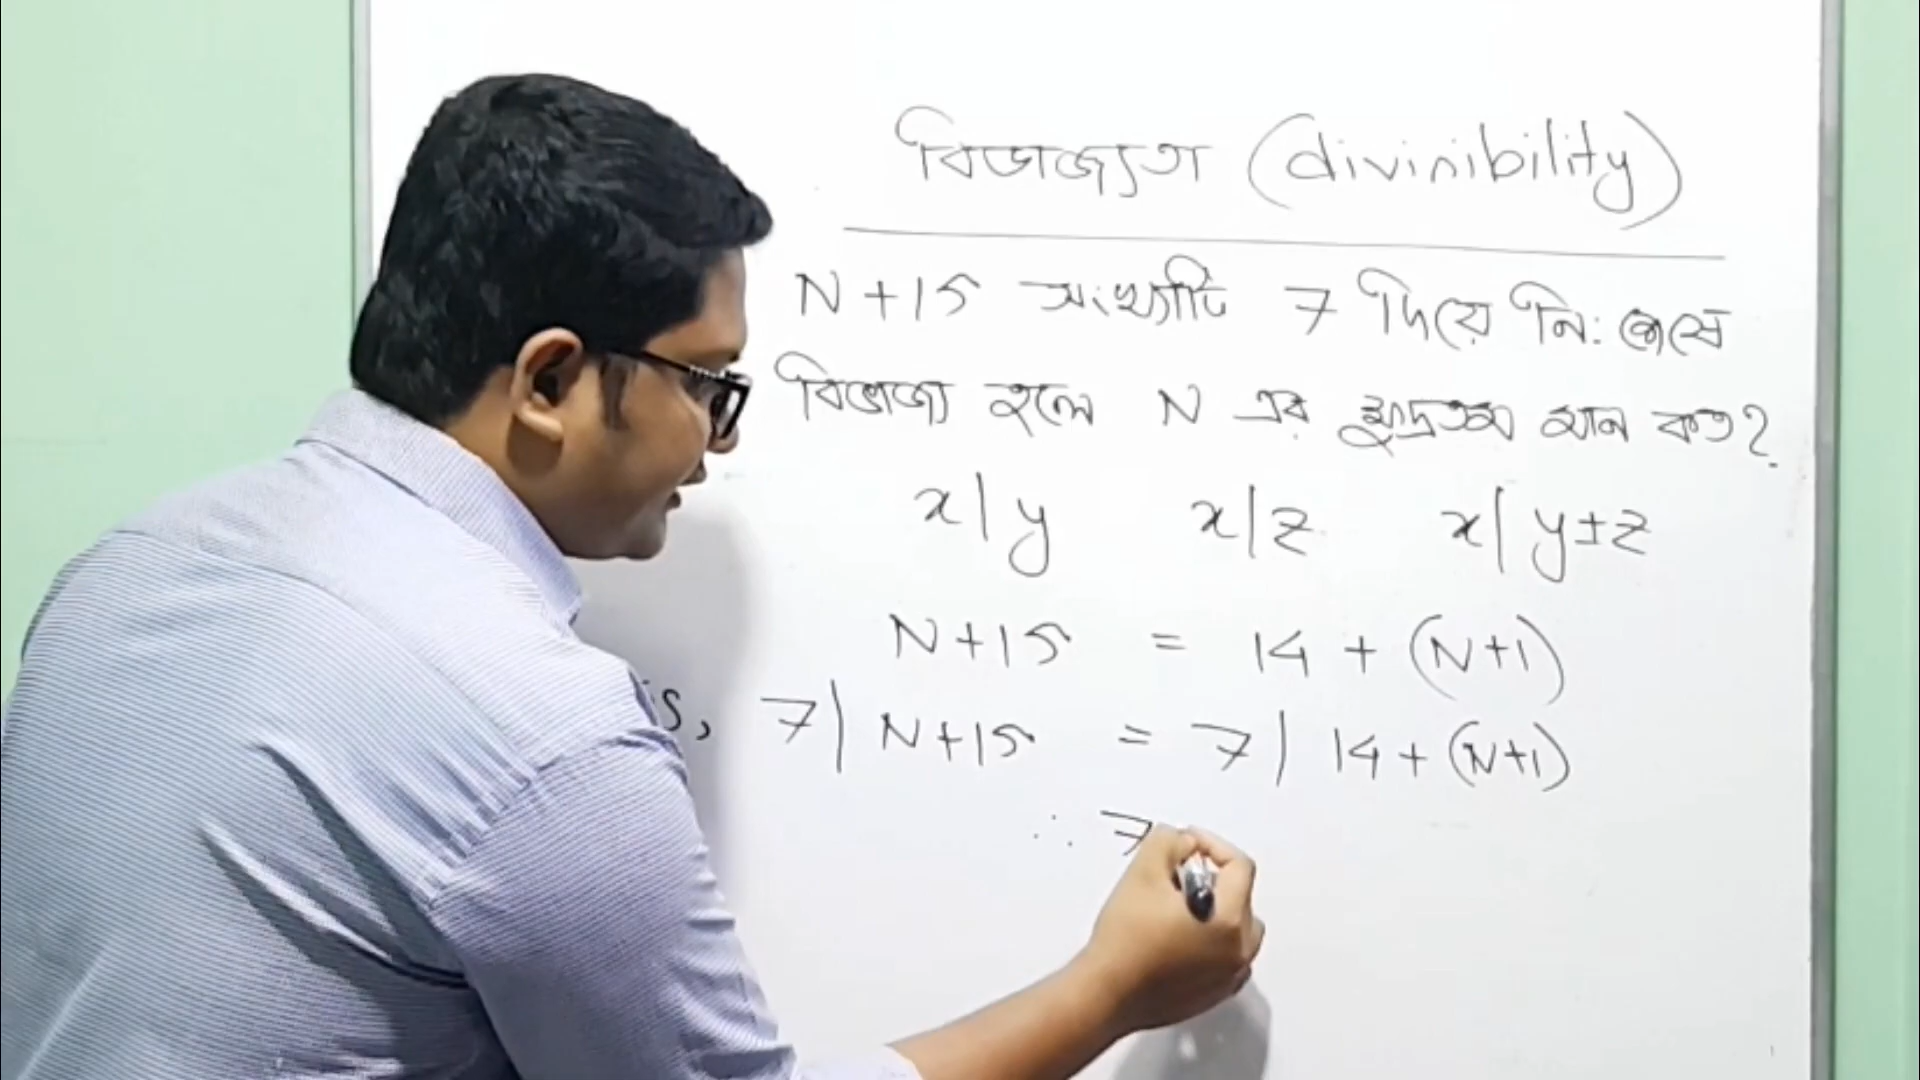 বিভাজ্যতা (divinibility)
N+15 সংখ্যাটি 7 দিয়ে নি:শেষে
বিভাজ্য হলে N এর ক্ষুদ্রতম মান কত?
x|y x|z x|y±z
N+15 = 14 + (N+1)
s, 7| N+15 = 7| 14+(N+1)
∴ 7